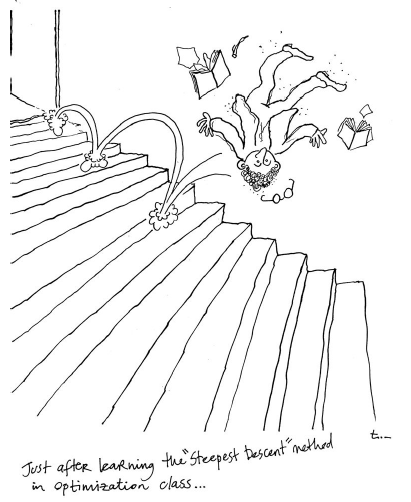 Just after learning the "Steepest Descent" method
in optimization class...